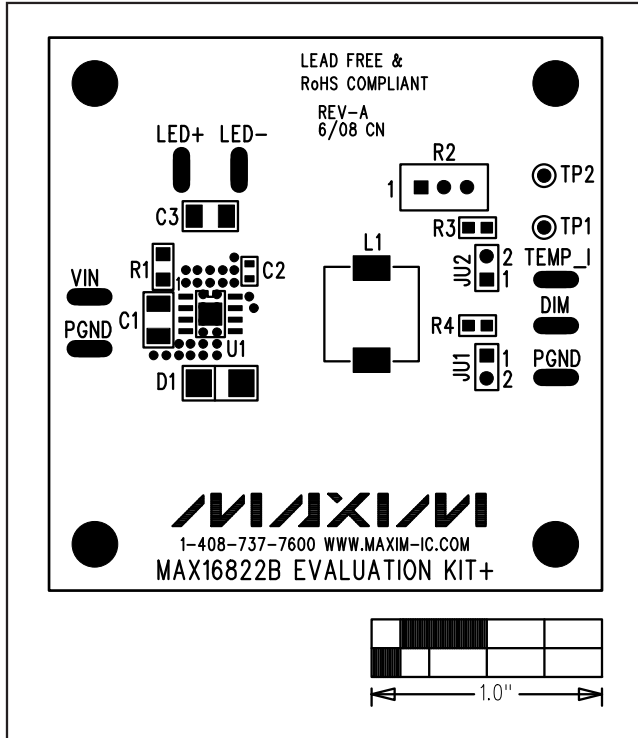 LEAD FREE &
RoHS COMPLIANT
REV-A
6/08 CN
LED+ LED-
R2
1
TP2
C3
R3
TP1
L1
JU2
2
1
TEMP_I
R1
1
C2
VIN
C1
DIM
R4
PGND
U1
JU1
1
2
PGND
D1
MAXIM
1-408-737-7600 WWW.MAXIM-IC.COM
MAX16822B EVALUATION KIT+
1.0"